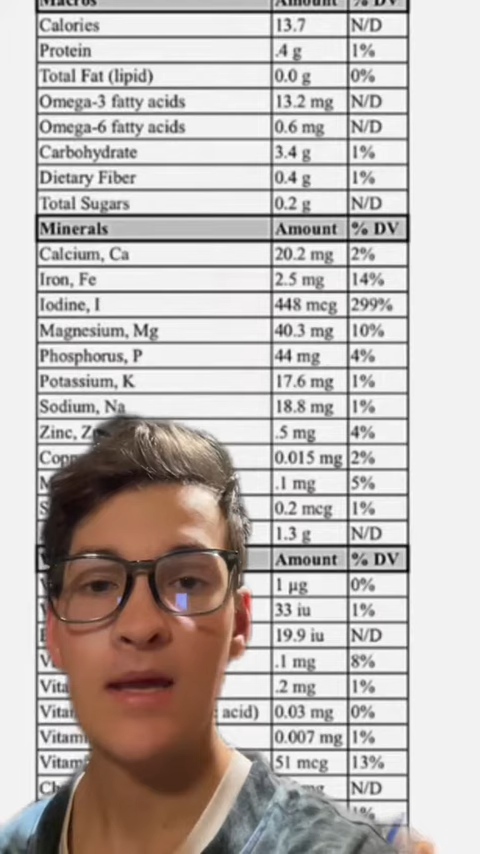 Macros Amount % DV
Calories 13.7 N/D
Protein .4 g 1%
Total Fat (lipid) 0.0 g 0%
Omega-3 fatty acids 13.2 mg N/D
Omega-6 fatty acids 0.6 mg N/D
Carbohydrate 3.4 g 1%
Dietary Fiber 0.4 g 1%
Total Sugars 0.2 g N/D
Minerals Amount % DV
Calcium, Ca 20.2 mg 2%
Iron, Fe 2.5 mg 14%
Iodine, I 448 mcg 299%
Magnesium, Mg 40.3 mg 10%
Phosphorus, P 44 mg 4%
Potassium, K 17.6 mg 1%
Sodium, Na 18.8 mg 1%
Zinc, .5 mg 4%
0.015 mg 2%
.1 mg 5%
0.2 mcg 1%
1.3 g N/D
Amount % DV
1 μg 0%
33 iu 1%
19.9 iu N/D
.1 mg 8%
.2 mg 1%
acid) 0.03 mg 0%
0.007 mg 1%
51 mcg 13%
N/D